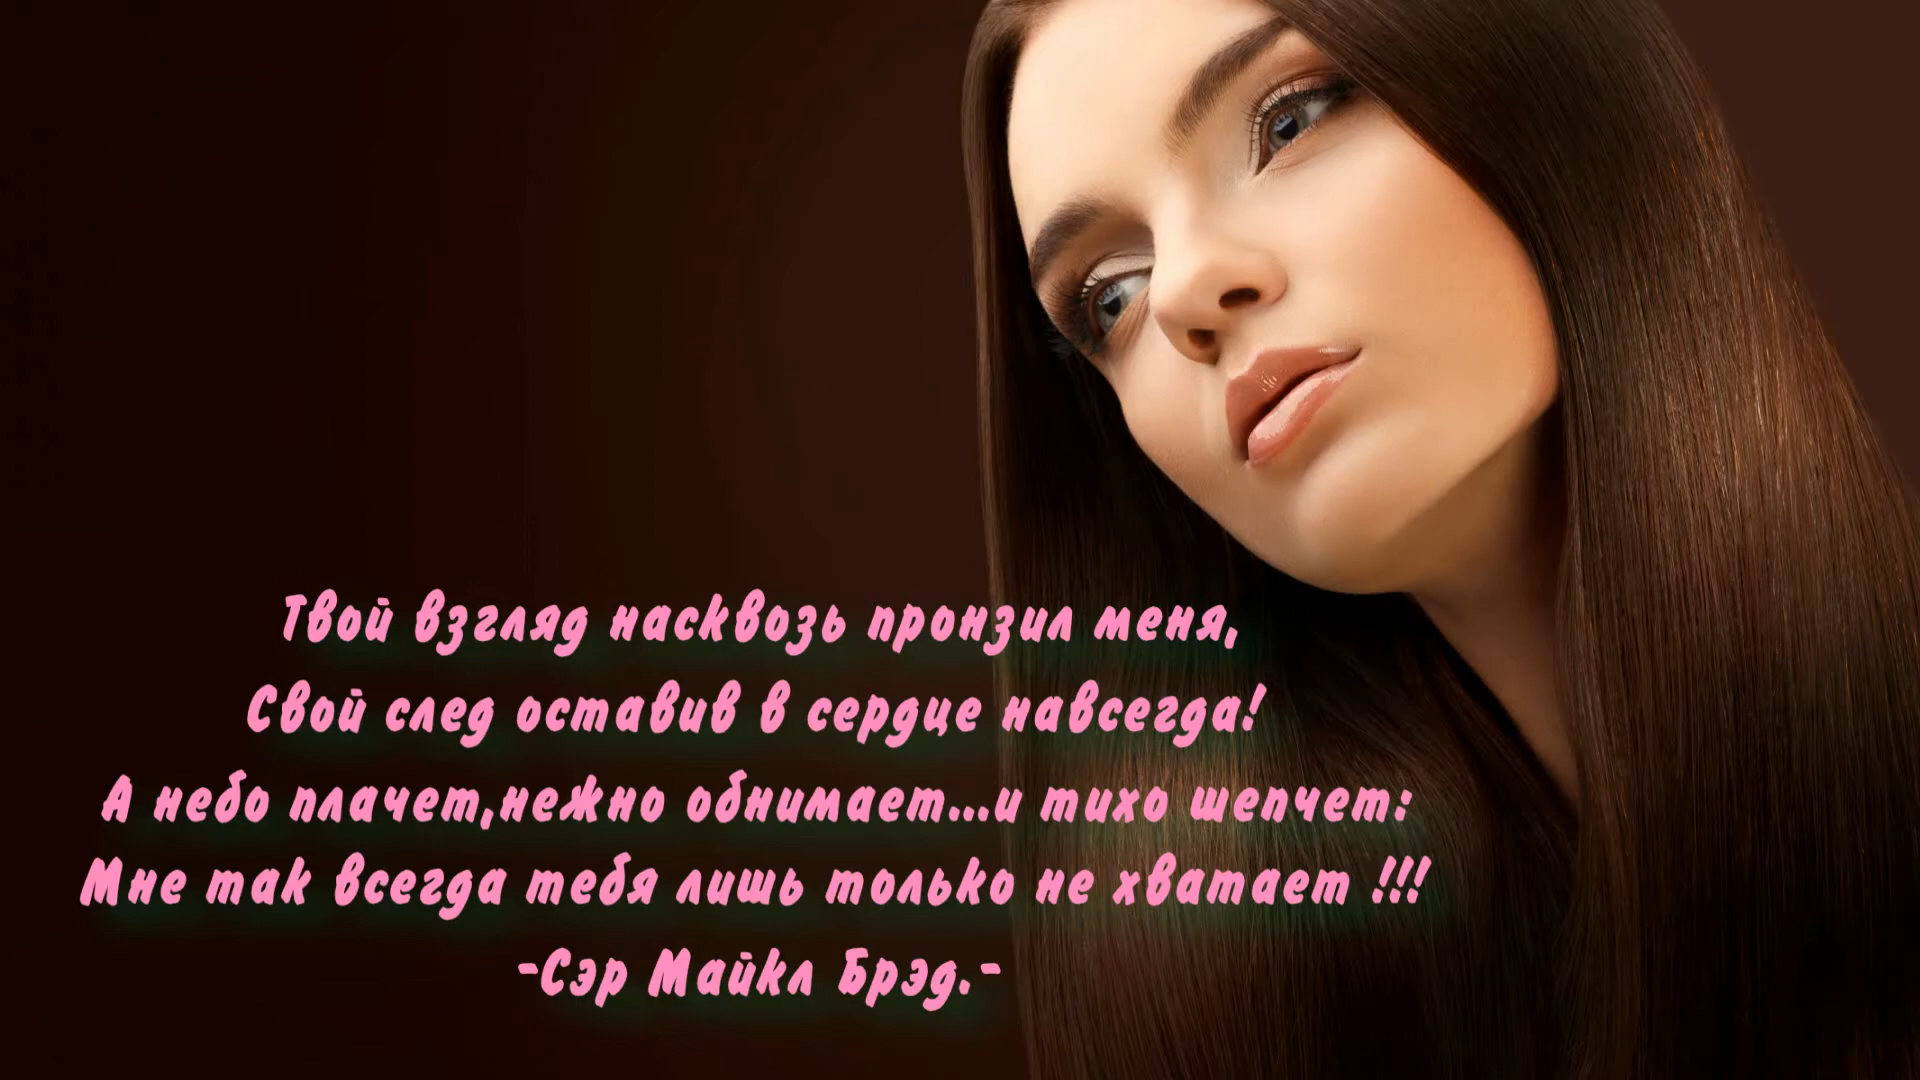 Твой взгляд насквозь пронзил меня,
Свой след оставив в сердце навсегда!
А небо плачет,нежно обнимает...и тихо шепчет:
Мне так всегда тебя лишь только не хватает !!!
-Сэр Майкл Брэд.-